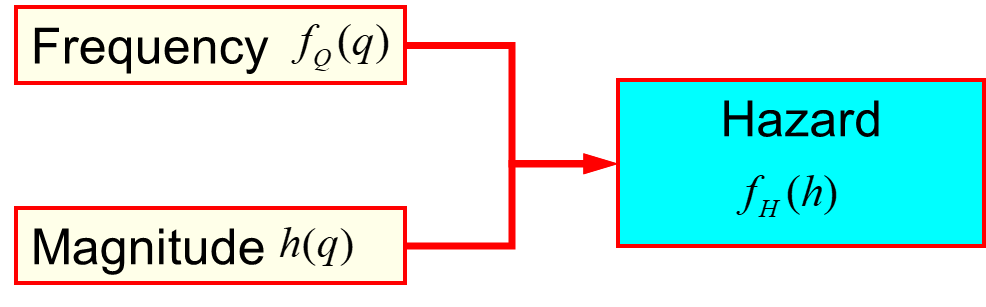 Frequency f_Q(q)
Magnitude h(q)
Hazard
f_H(h)